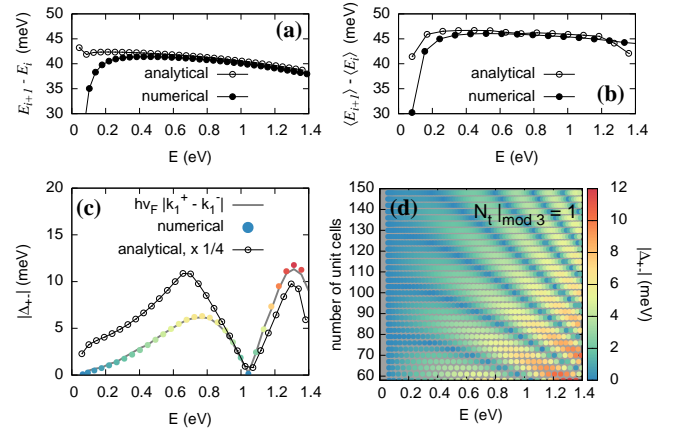 50
45
40
35
30
E_{i+1} - E_i (meV)
(a)
analytical
numerical
0 0.2 0.4 0.6 0.8 1 1.2 1.4
E (eV)
50
45
40
35
30
⟨E_{i+1}⟩ - ⟨E_i⟩ (meV)
analytical
numerical
(b)
0 0.2 0.4 0.6 0.8 1 1.2 1.4
E (eV)
20
15
10
5
0
|Δ_{+-}| (meV)
(c)
hv_F |k_1^+ - k_1^-|
numerical
analytical, x 1/4
0 0.2 0.4 0.6 0.8 1 1.2 1.4
E (eV)
150
140
130
120
110
100
90
80
70
60
number of unit cells
(d)
N_t |_{mod 3} = 1
0 0.2 0.4 0.6 0.8 1 1.2 1.4
E (eV)
12
10
8
6
4
2
0
|Δ_{+-}| (meV)